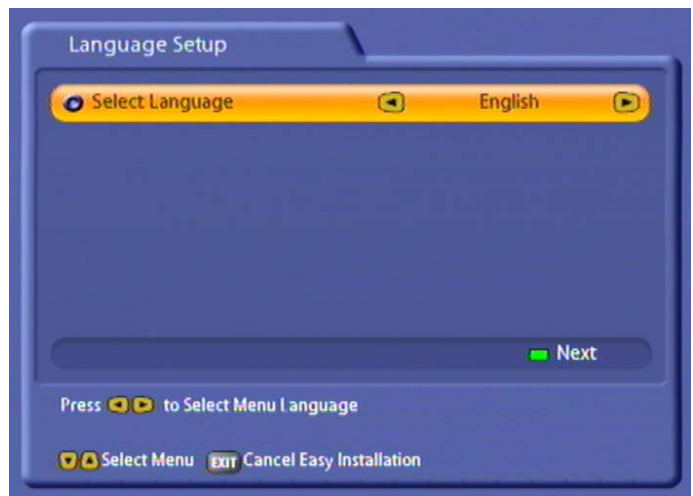 Language Setup
Select Language English
Next
Press to Select Menu Language
Select Menu EXIT Cancel Easy Installation